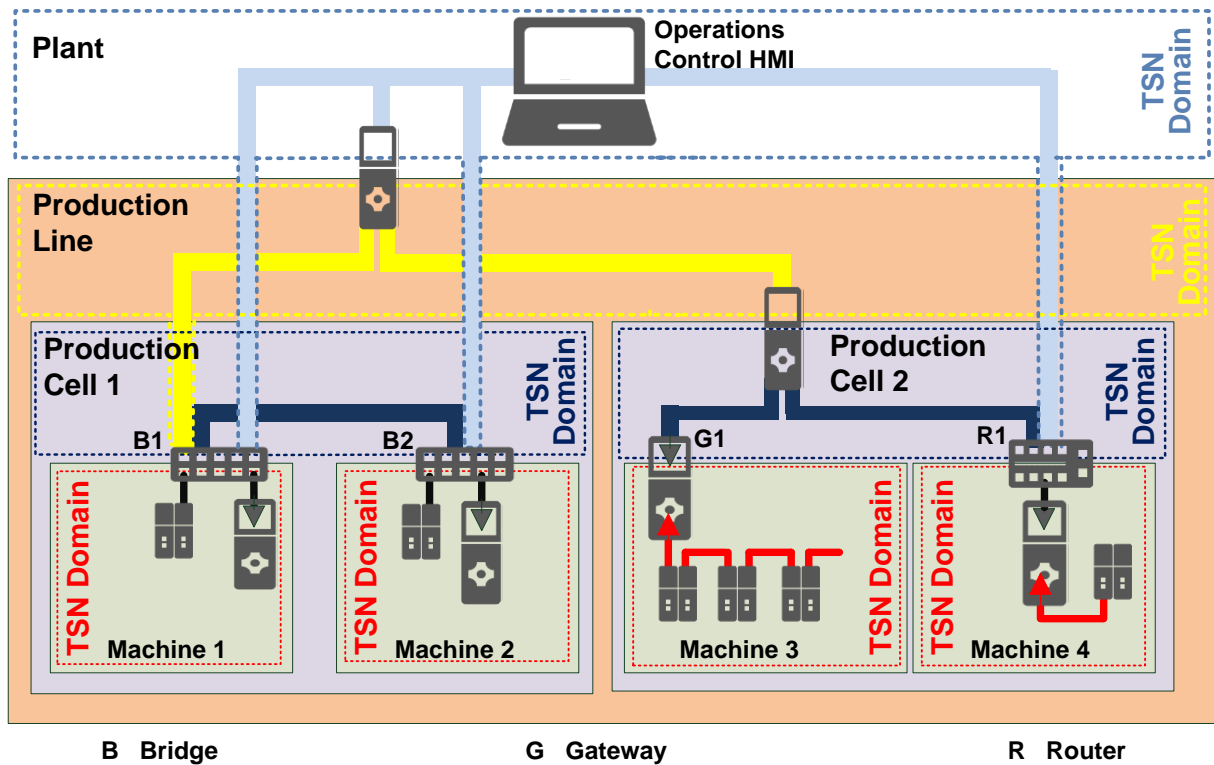 Plant
Operations
Control HMI
TSN
Domain
Production
Line
TSN
Domain
Production
Cell 1
TSN
Domain
Production
Cell 2
TSN
Domain
B1
B2
G1
R1
TSN Domain
Machine 1
TSN Domain
Machine 2
Machine 3
TSN Domain
TSN Domain
Machine 4
B Bridge
G Gateway
R Router